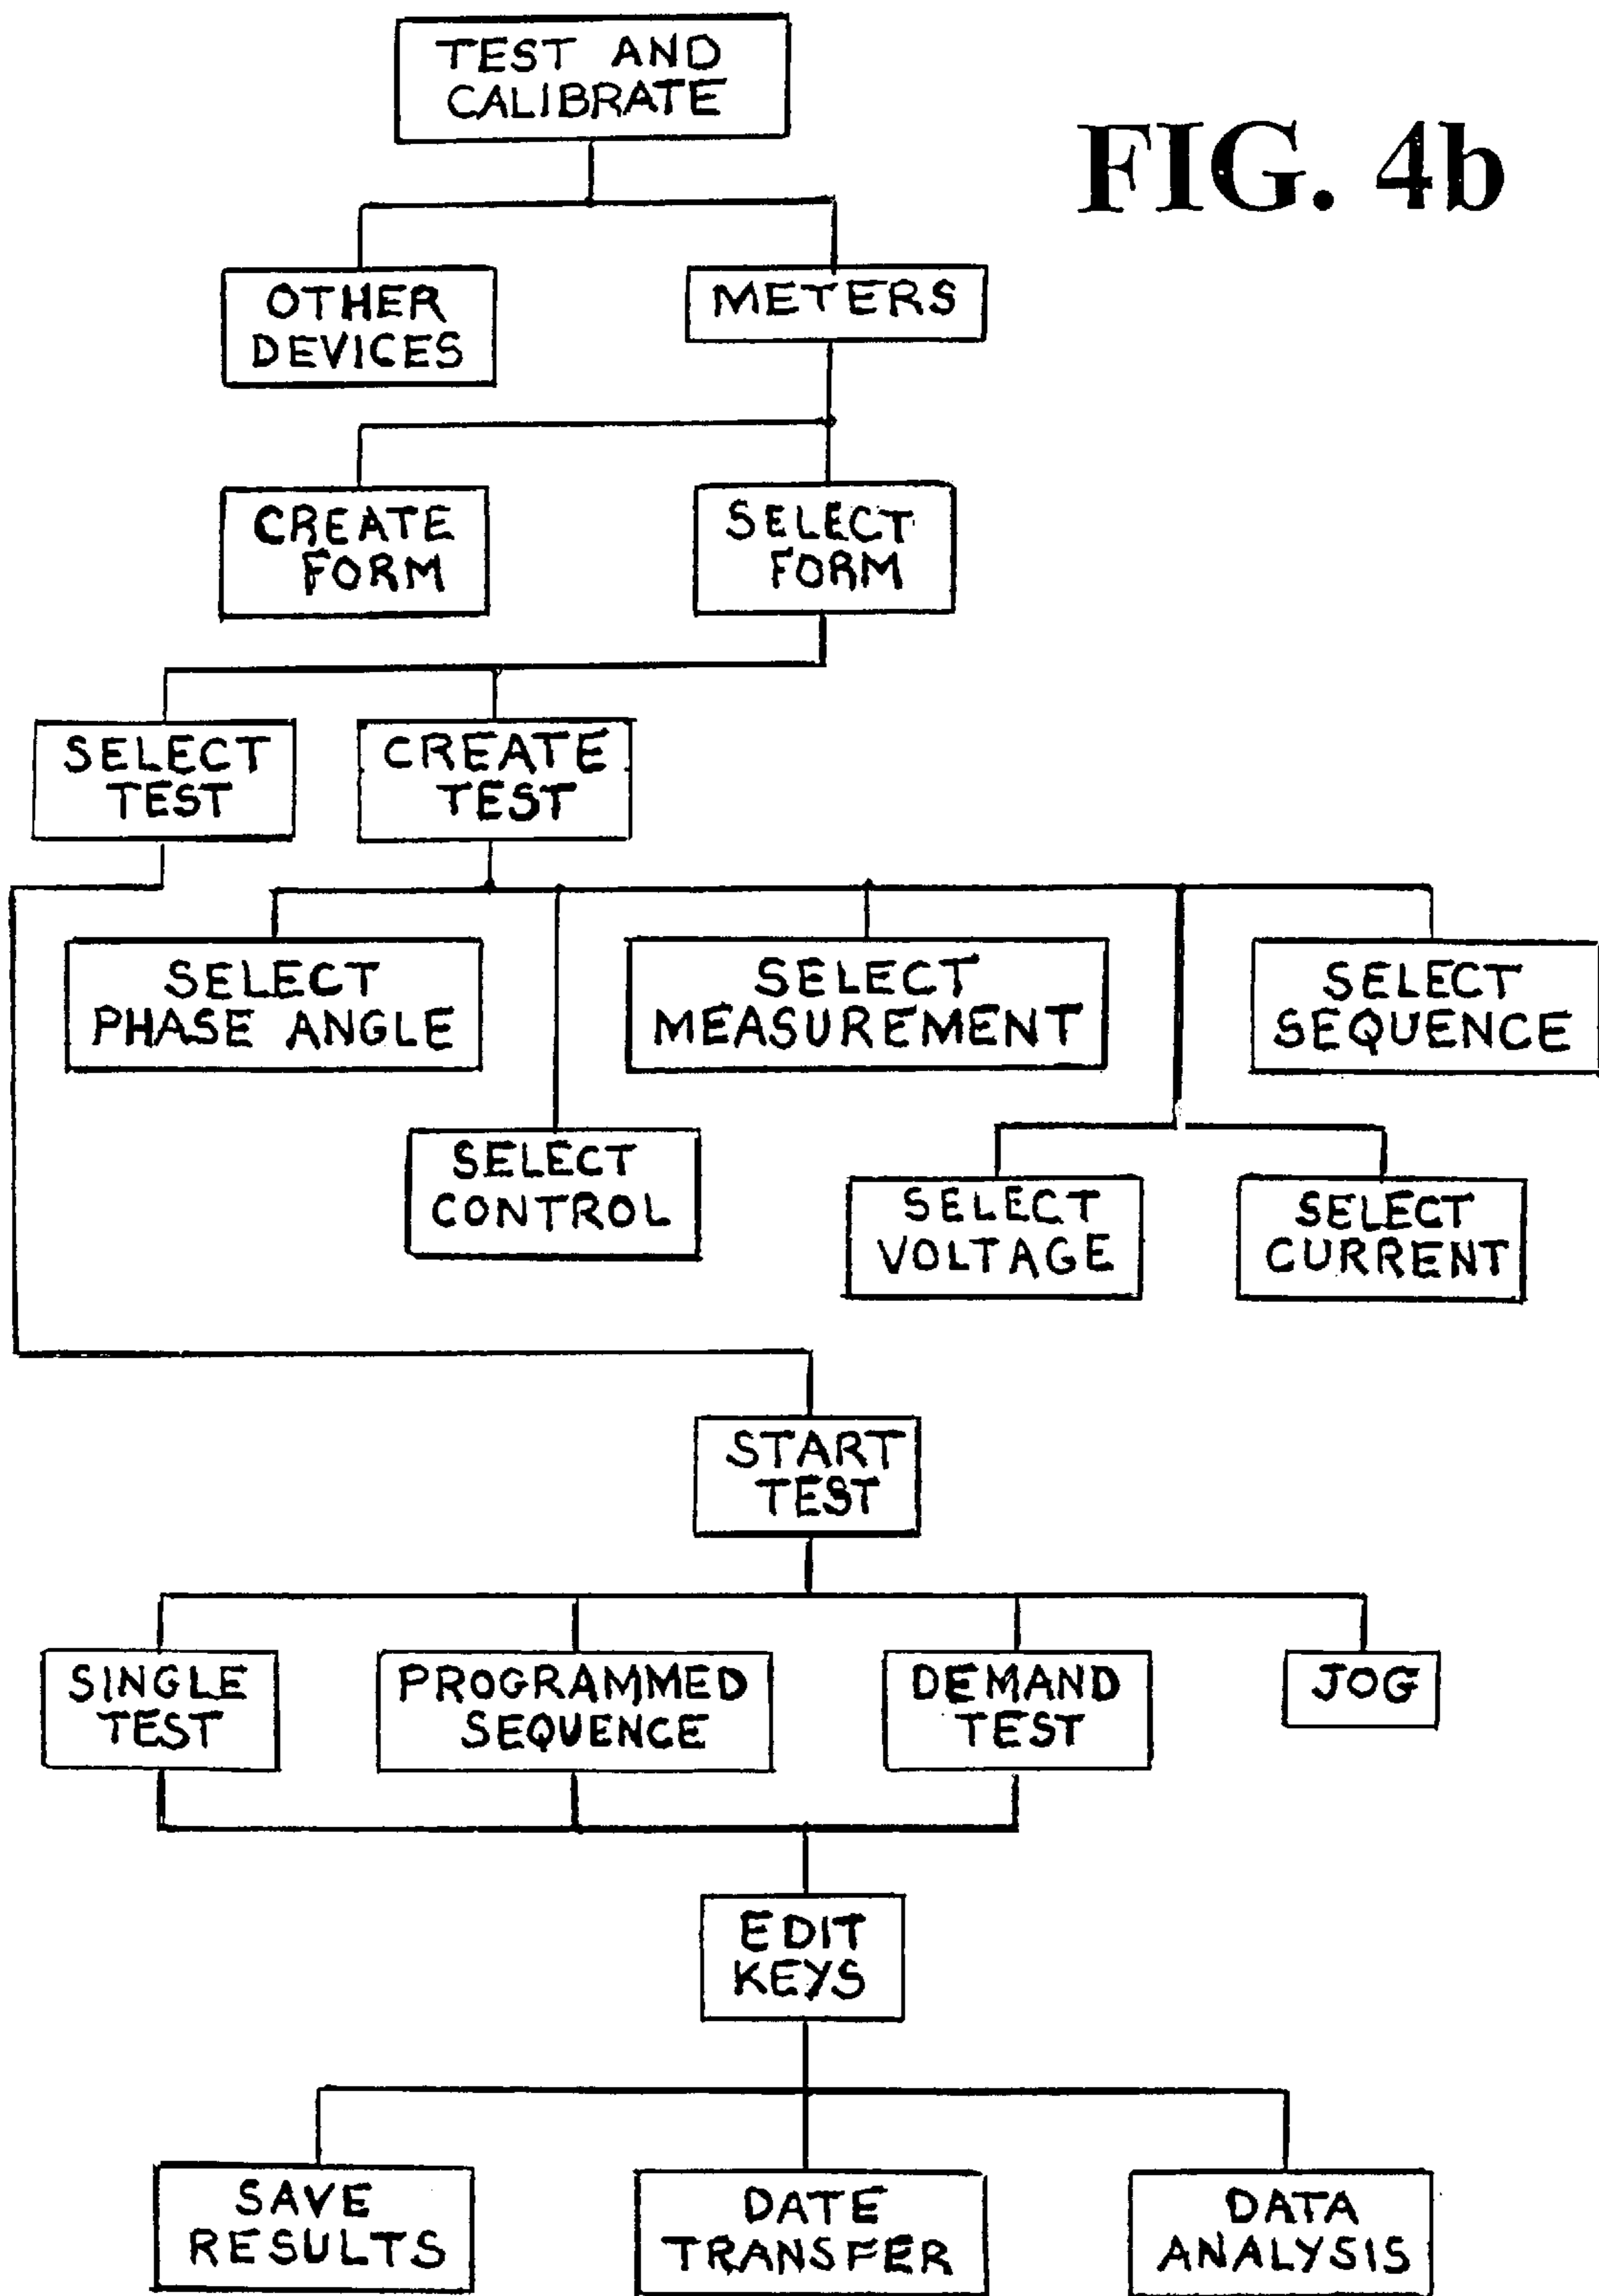 TEST AND
CALIBRATE
FIG. 4b
OTHER
DEVICES
METERS
CREATE
FORM
SELECT
FORM
SELECT
TEST
CREATE
TEST
SELECT
PHASE ANGLE
SELECT
MEASUREMENT
SELECT
SEQUENCE
SELECT
CONTROL
SELECT
VOLTAGE
SELECT
CURRENT
START
TEST
SINGLE
TEST
PROGRAMMED
SEQUENCE
DEMAND
TEST
JOG
EDIT
KEYS
SAVE
RESULTS
DATE
TRANSFER
DATA
ANALYSIS